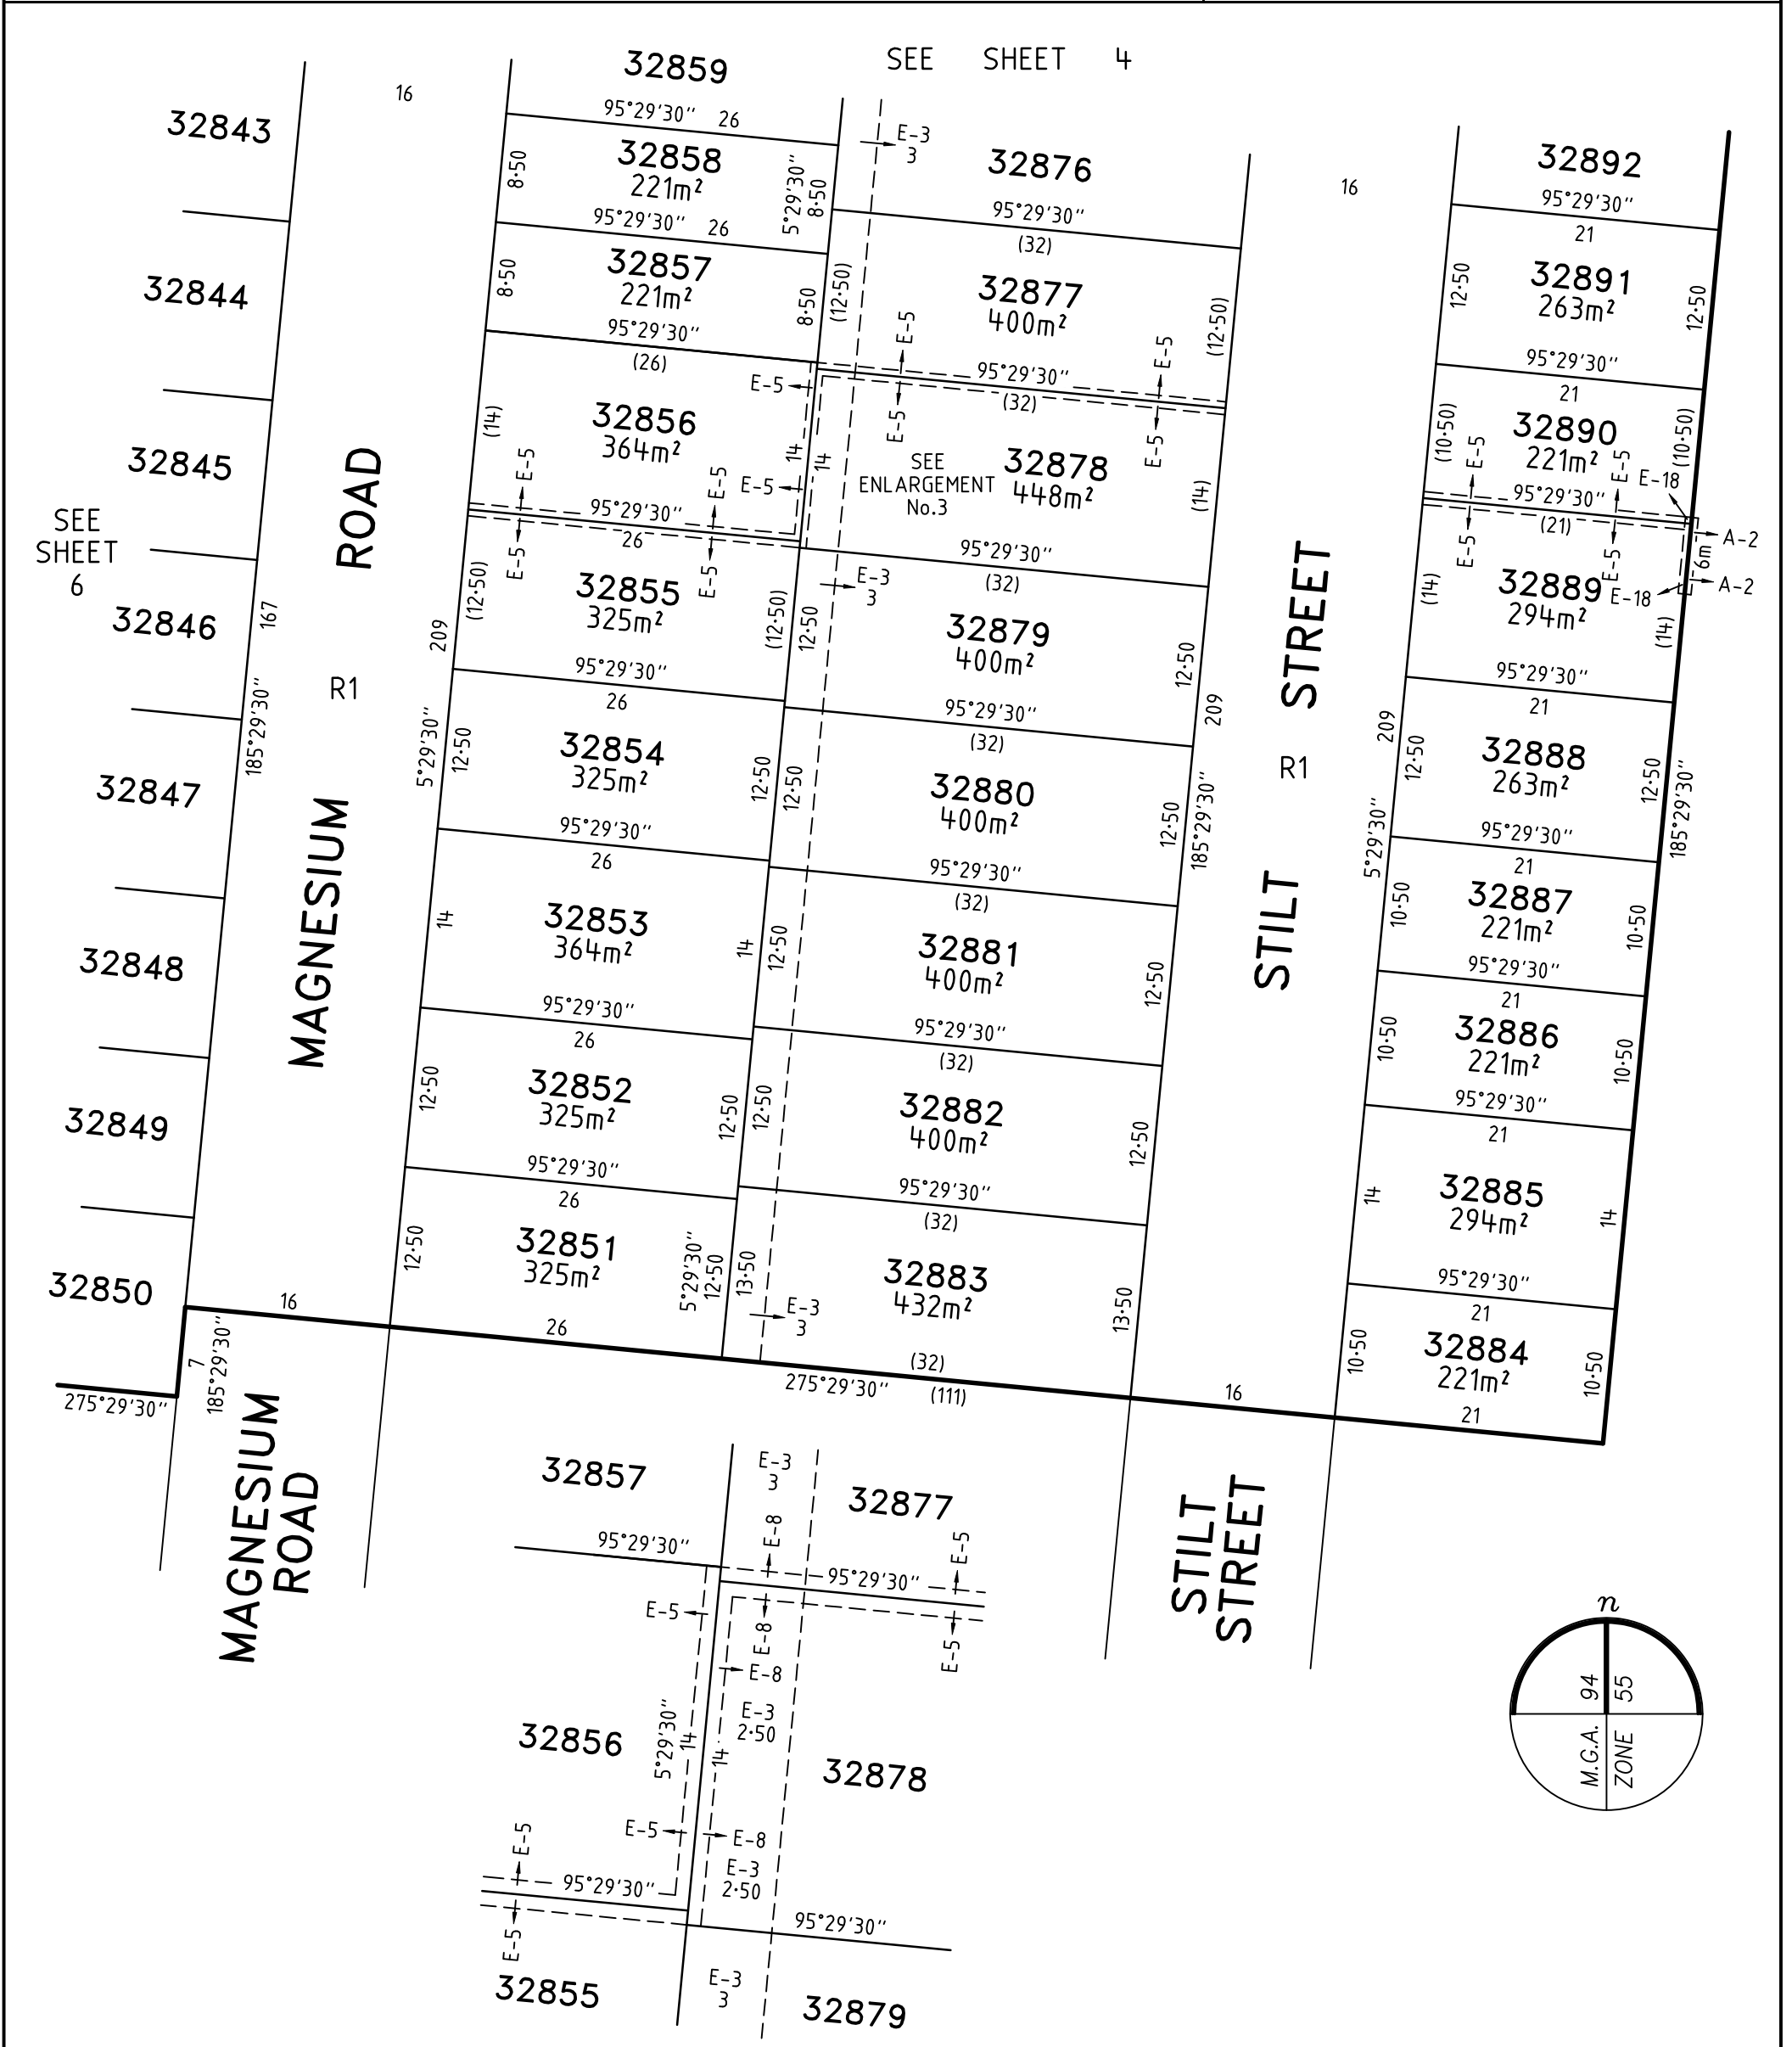 SEE SHEET 4
32843
32844
32845
SEE
SHEET
6
32846
32847
32848
32849
32850
16
ROAD
R1
MAGNESIUM
167
185°29'30"
209
5°29'30"
16
7
185°29'30"
275°29'30"
MAGNESIUM
ROAD
32859
95°29'30" 26
8·50
32858
221m²
5°29'30"
8·50
95°29'30" 26
8·50
32857
221m²
8·50
95°29'30"
(26)
(14)
32856
364m²
14
E-5
E-5
E-5
E-5
95°29'30"
26
E-5
E-5
(12·50)
32855
325m²
(12·50)
95°29'30"
26
12·50
32854
325m²
12·50
95°29'30"
26
14
32853
364m²
14
95°29'30"
26
12·50
32852
325m²
12·50
95°29'30"
26
12·50
32851
325m²
5°29'30"
12·50
26
E-3
3
32876
95°29'30"
(32)
(12·50)
32877
400m²
(12·50)
E-5
E-5
95°29'30"
(32)
E-5
E-5
14
SEE
ENLARGEMENT
No.3
32878
448m²
(14)
95°29'30"
(32)
E-3
3
12·50
32879
400m²
12·50
95°29'30"
(32)
12·50
32880
400m²
12·50
95°29'30"
(32)
12·50
32881
400m²
12·50
95°29'30"
(32)
12·50
32882
400m²
12·50
95°29'30"
(32)
13·50
32883
432m²
13·50
E-3
3
(32)
275°29'30" (111)
16
STREET
R1
STILT
209
185°29'30"
209
5°29'30"
16
STILT
STREET
32892
95°29'30"
21
12·50
32891
263m²
12·50
95°29'30"
21
(10·50)
32890
221m²
(10·50)
E-5
E-5
E-18
95°29'30"
(21)
A-2
6m
A-2
E-5
E-5
E-18
(14)
32889
294m²
(14)
95°29'30"
21
12·50
32888
263m²
12·50
185°29'30"
95°29'30"
21
10·50
32887
221m²
10·50
95°29'30"
21
10·50
32886
221m²
10·50
95°29'30"
21
14
32885
294m²
14
95°29'30"
21
10·50
32884
221m²
10·50
21
32857
E-3
3
32877
95°29'30"
E-8
E-5
95°29'30"
E-5
E-8
E-5
E-8
E-3
2·50
32856
5°29'30"
14
14
32878
E-5
E-8
E-5
E-3
2·50
95°29'30"
95°29'30"
E-5
32855
E-3
3
32879
n
94
55
M.G.A.
ZONE